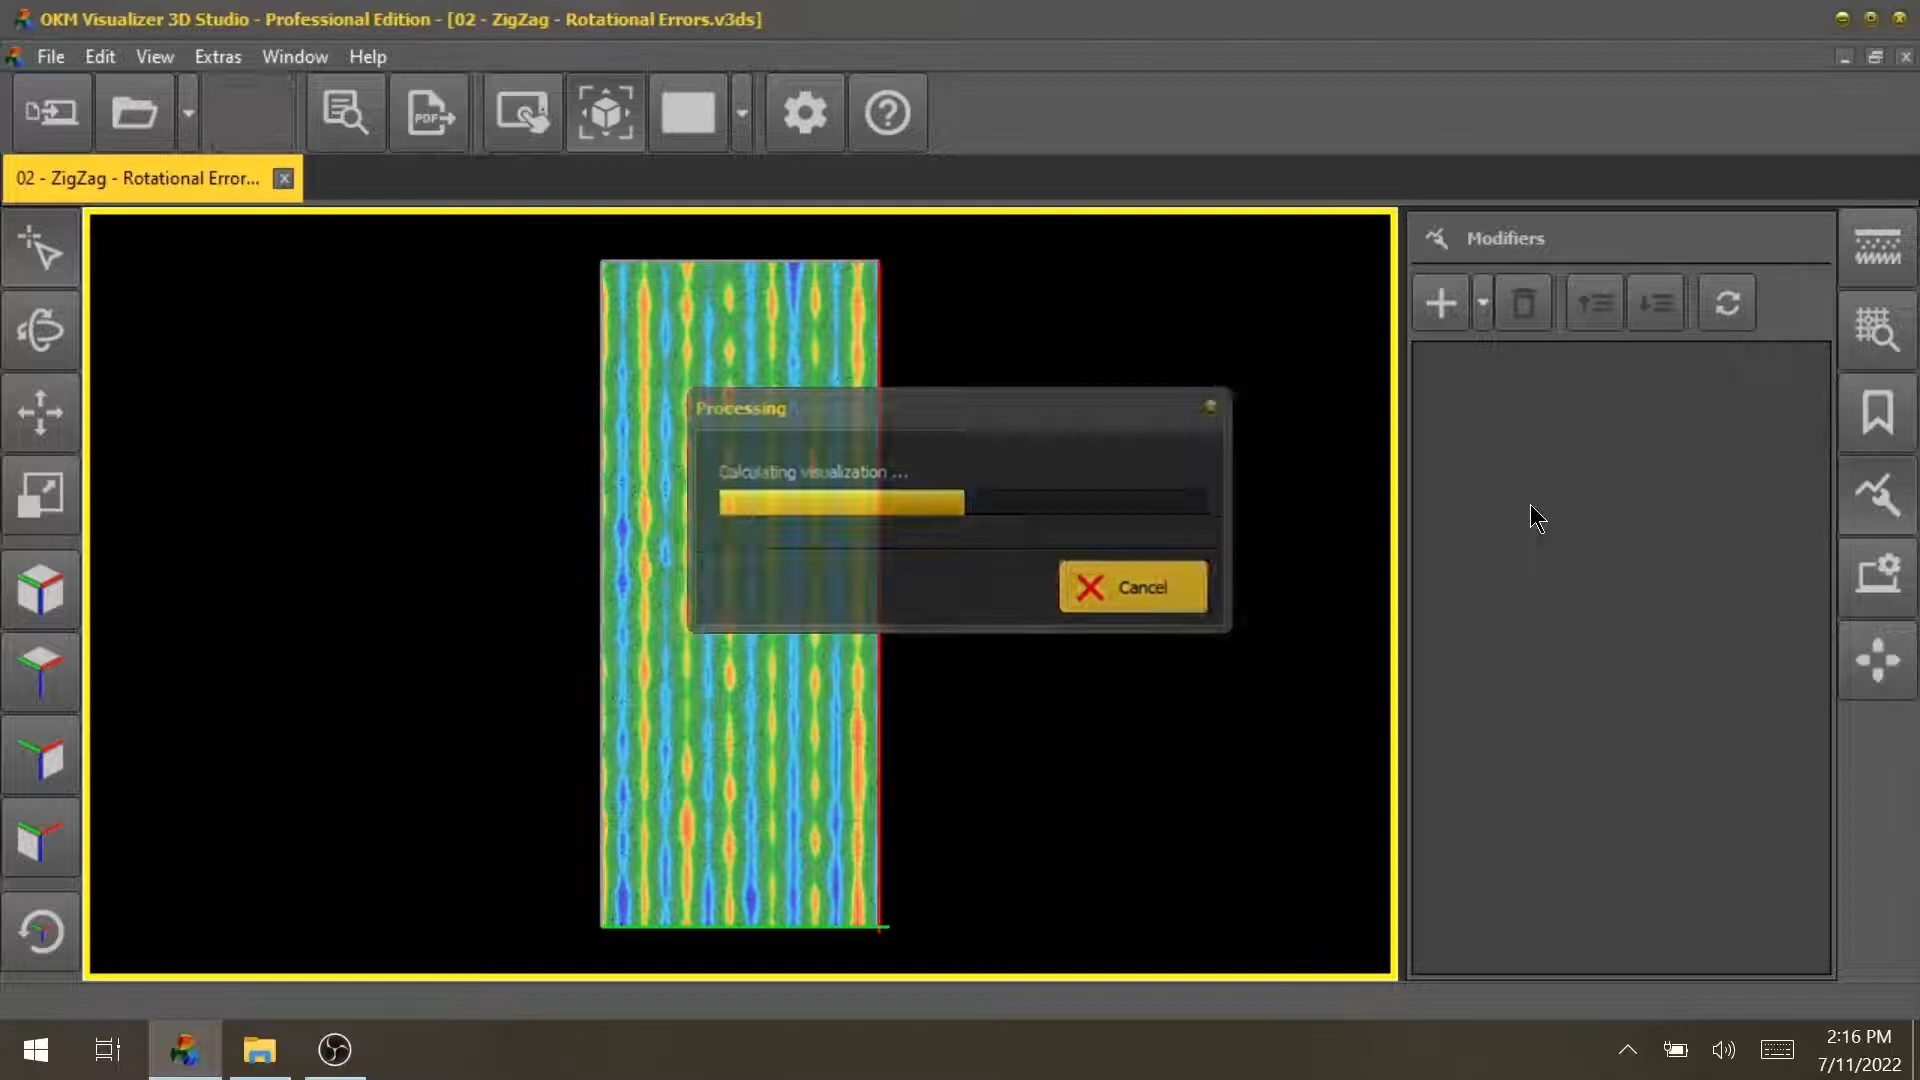 OKM Visualizer 3D Studio - Professional Edition - [02 - ZigZag - Rotational Errors.v3ds]
File Edit View Extras Window Help
PDF
02 - ZigZag - Rotational Error...
Modifiers
Processing
Calculating visualization ...
Cancel
2:16 PM
7/11/2022